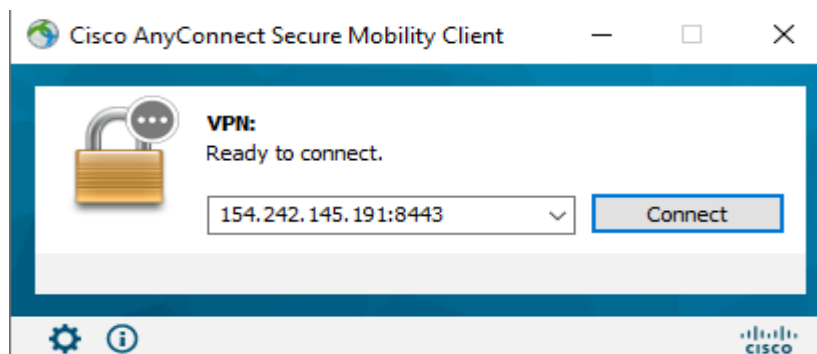 Cisco AnyConnect Secure Mobility Client
VPN:
Ready to connect.
154.242.145.191:8443
Connect
CISCO